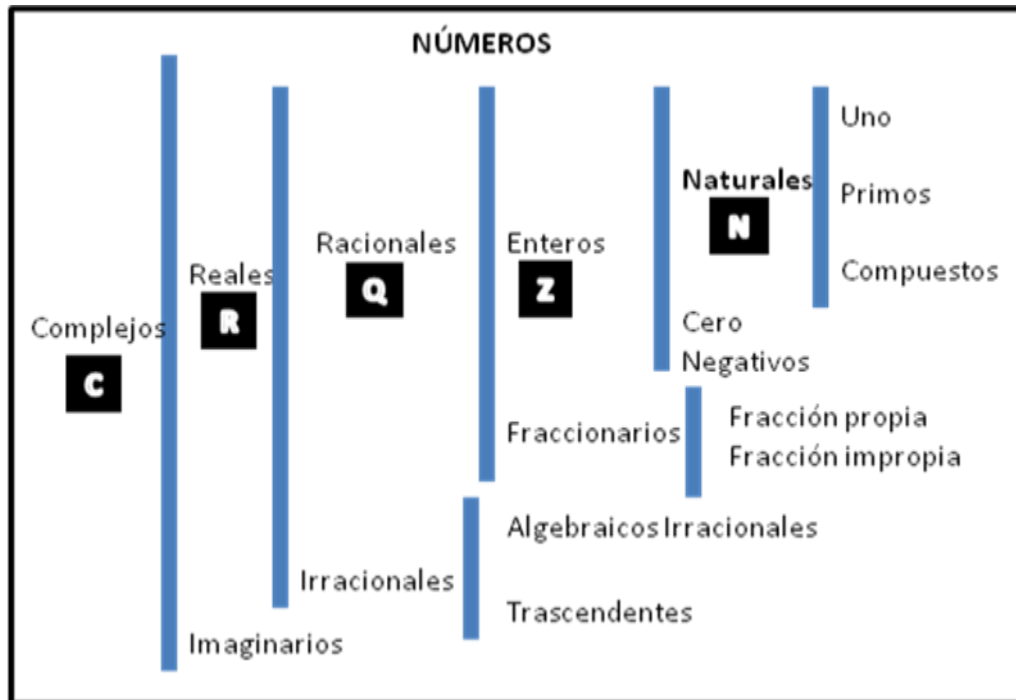 NÚMEROS
Complejos
C
Reales
R
Imaginarios
Racionales
Q
Irracionales
Enteros
Z
Fraccionarios
Algebraicos Irracionales
Trascendentes
Naturales
N
Cero
Negativos
Fracción propia
Fracción impropia
Uno
Primos
Compuestos